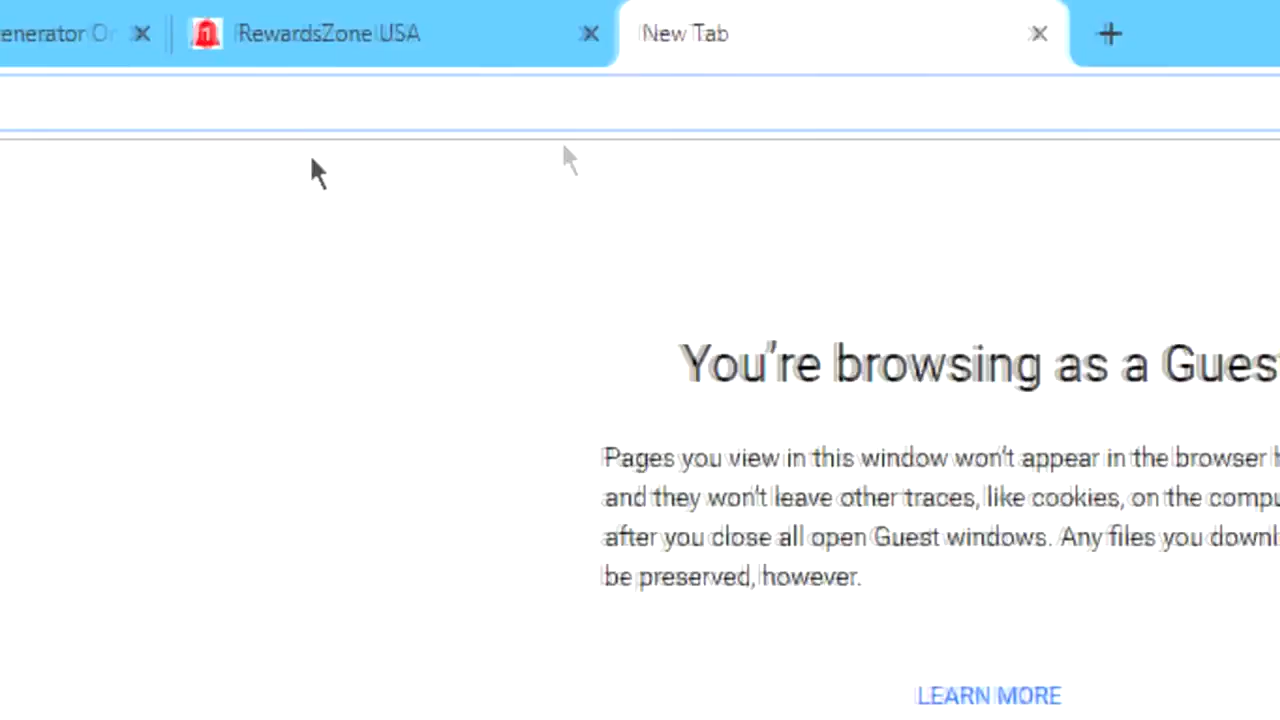 enerator Or
RewardsZone USA
New Tab
You're browsing as a Gues
Pages you view in this window won't appear in the browser h
and they won't leave other traces, like cookies, on the compu
after you close all open Guest windows. Any files you downl
be preserved, however.
LEARN MORE